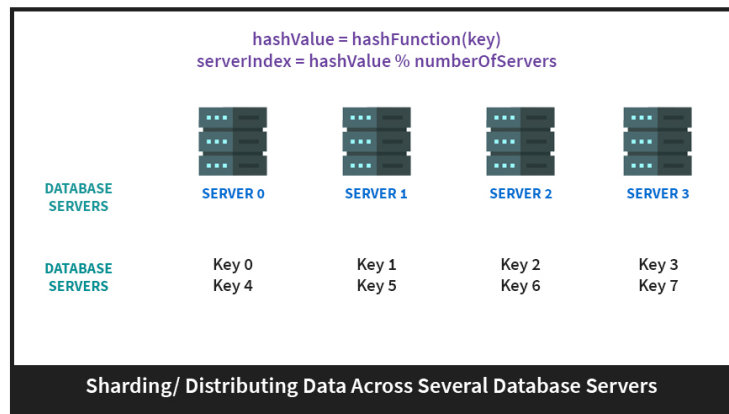 hashValue = hashFunction(key)
serverIndex = hashValue % numberOfServers
DATABASE
SERVERS
SERVER 0 SERVER 1 SERVER 2 SERVER 3
DATABASE
SERVERS
Key 0 Key 1 Key 2 Key 3
Key 4 Key 5 Key 6 Key 7
Sharding/ Distributing Data Across Several Database Servers